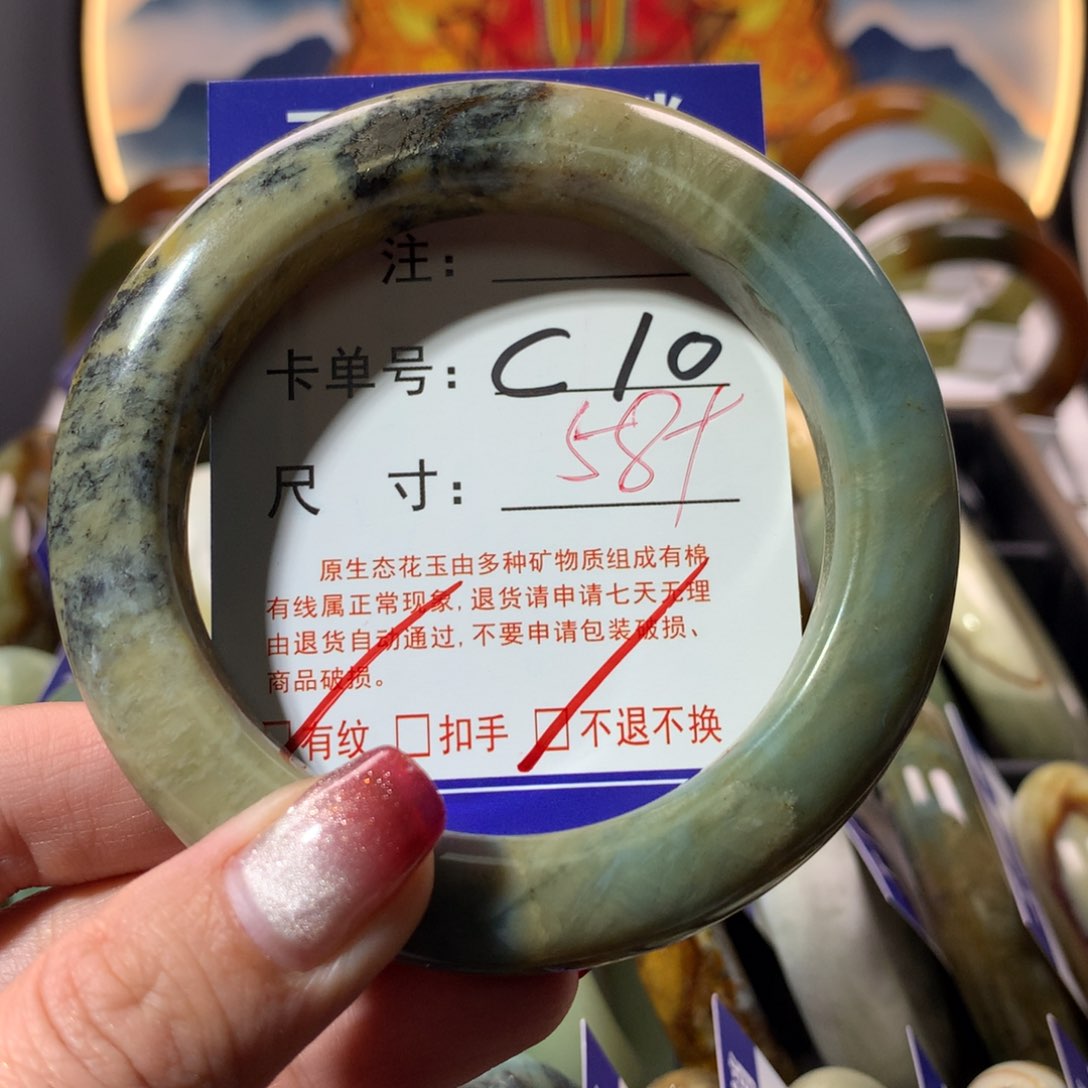 注：
卡单号：C10
尺 寸：58+
原生态花玉由多种矿物质组成有棉
有线属正常现象，退货请申请七天无理
由退货自动通过，不要申请包装破损、
商品破损。
☐有纹 ☐扣手 ☐不退不换